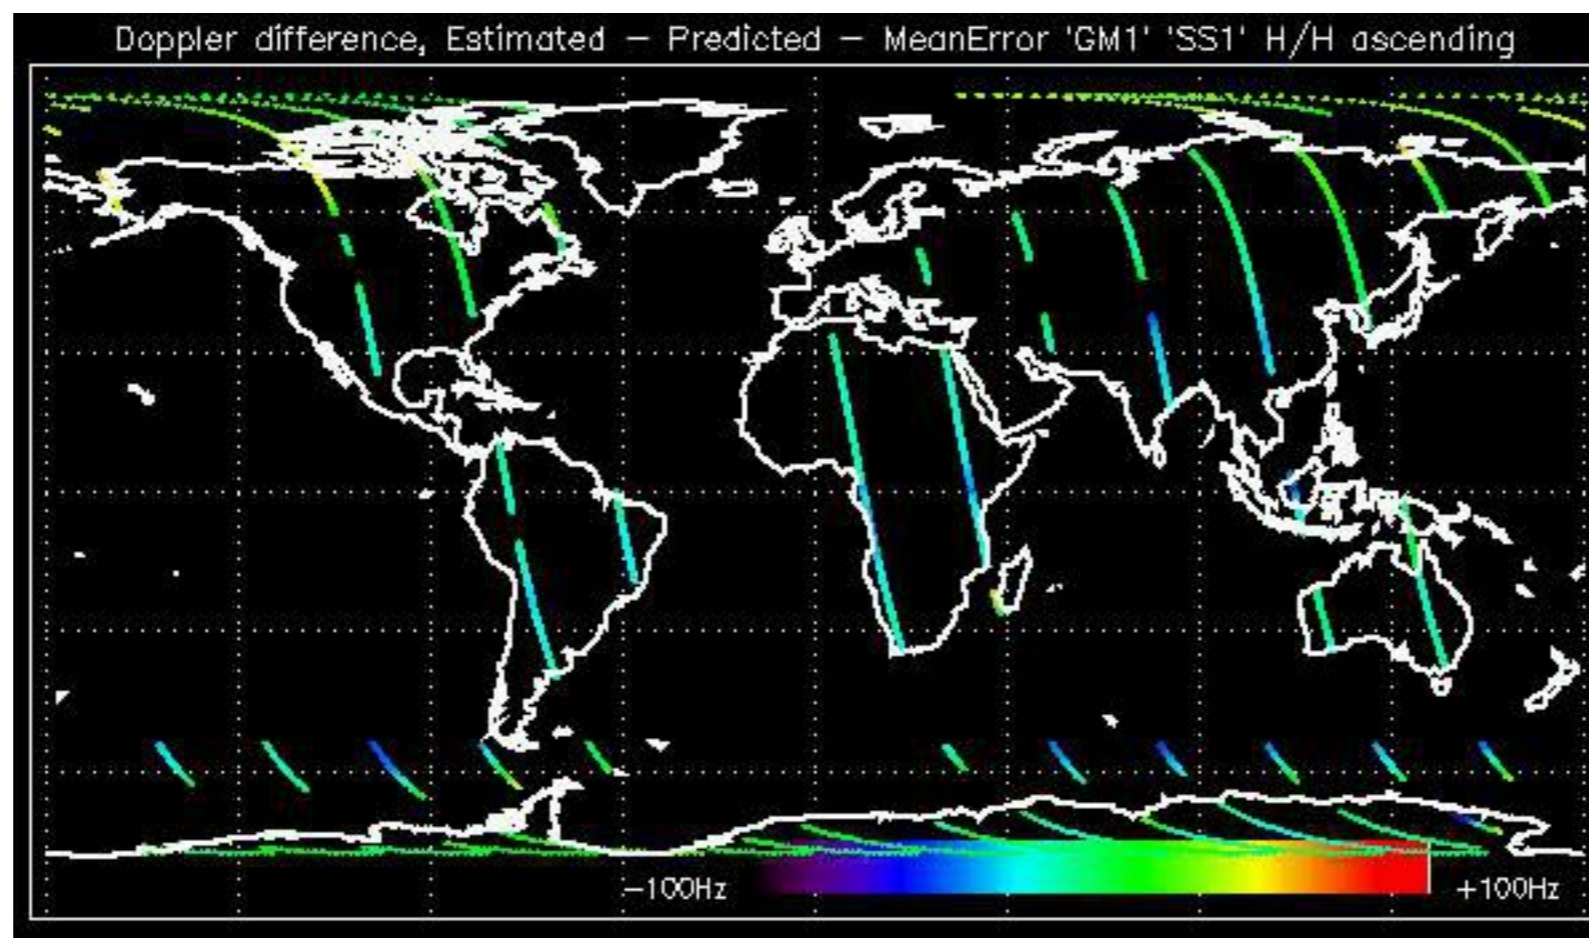 Doppler difference, Estimated – Predicted – MeanError 'GM1' 'SS1' H/H ascending
-100Hz +100Hz